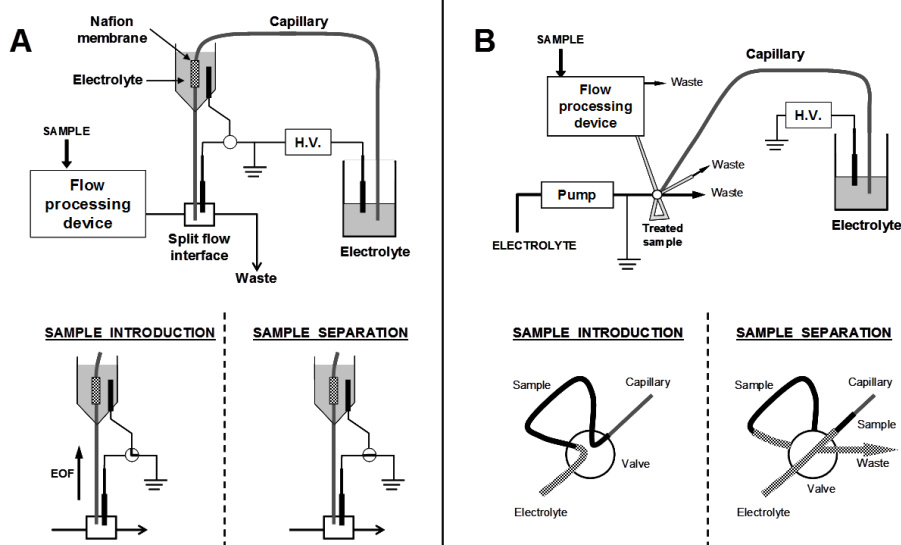 A
Nafion
membrane
Capillary
Electrolyte
SAMPLE
H.V.
Flow
processing
device
Split flow
interface
Electrolyte
Waste
SAMPLE INTRODUCTION
SAMPLE SEPARATION
EOF
B
SAMPLE
Capillary
Flow
processing
device
Waste
H.V.
Waste
Pump
Waste
Treated
sample
ELECTROLYTE
Electrolyte
SAMPLE INTRODUCTION
SAMPLE SEPARATION
Sample
Capillary
Valve
Electrolyte
Sample
Capillary
Sample
Waste
Valve
Electrolyte